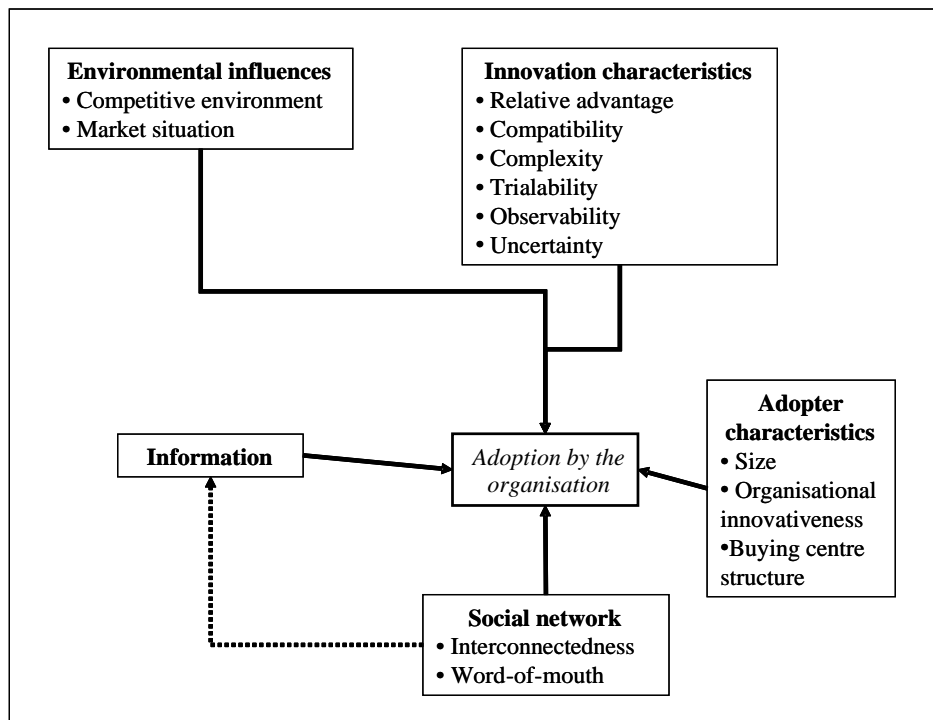 Environmental influences
• Competitive environment
• Market situation
Innovation characteristics
• Relative advantage
• Compatibility
• Complexity
• Trialability
• Observability
• Uncertainty
Adopter
characteristics
• Size
• Organisational
innovativeness
•Buying centre
structure
Information
Adoption by the
organisation
Social network
• Interconnectedness
• Word-of-mouth